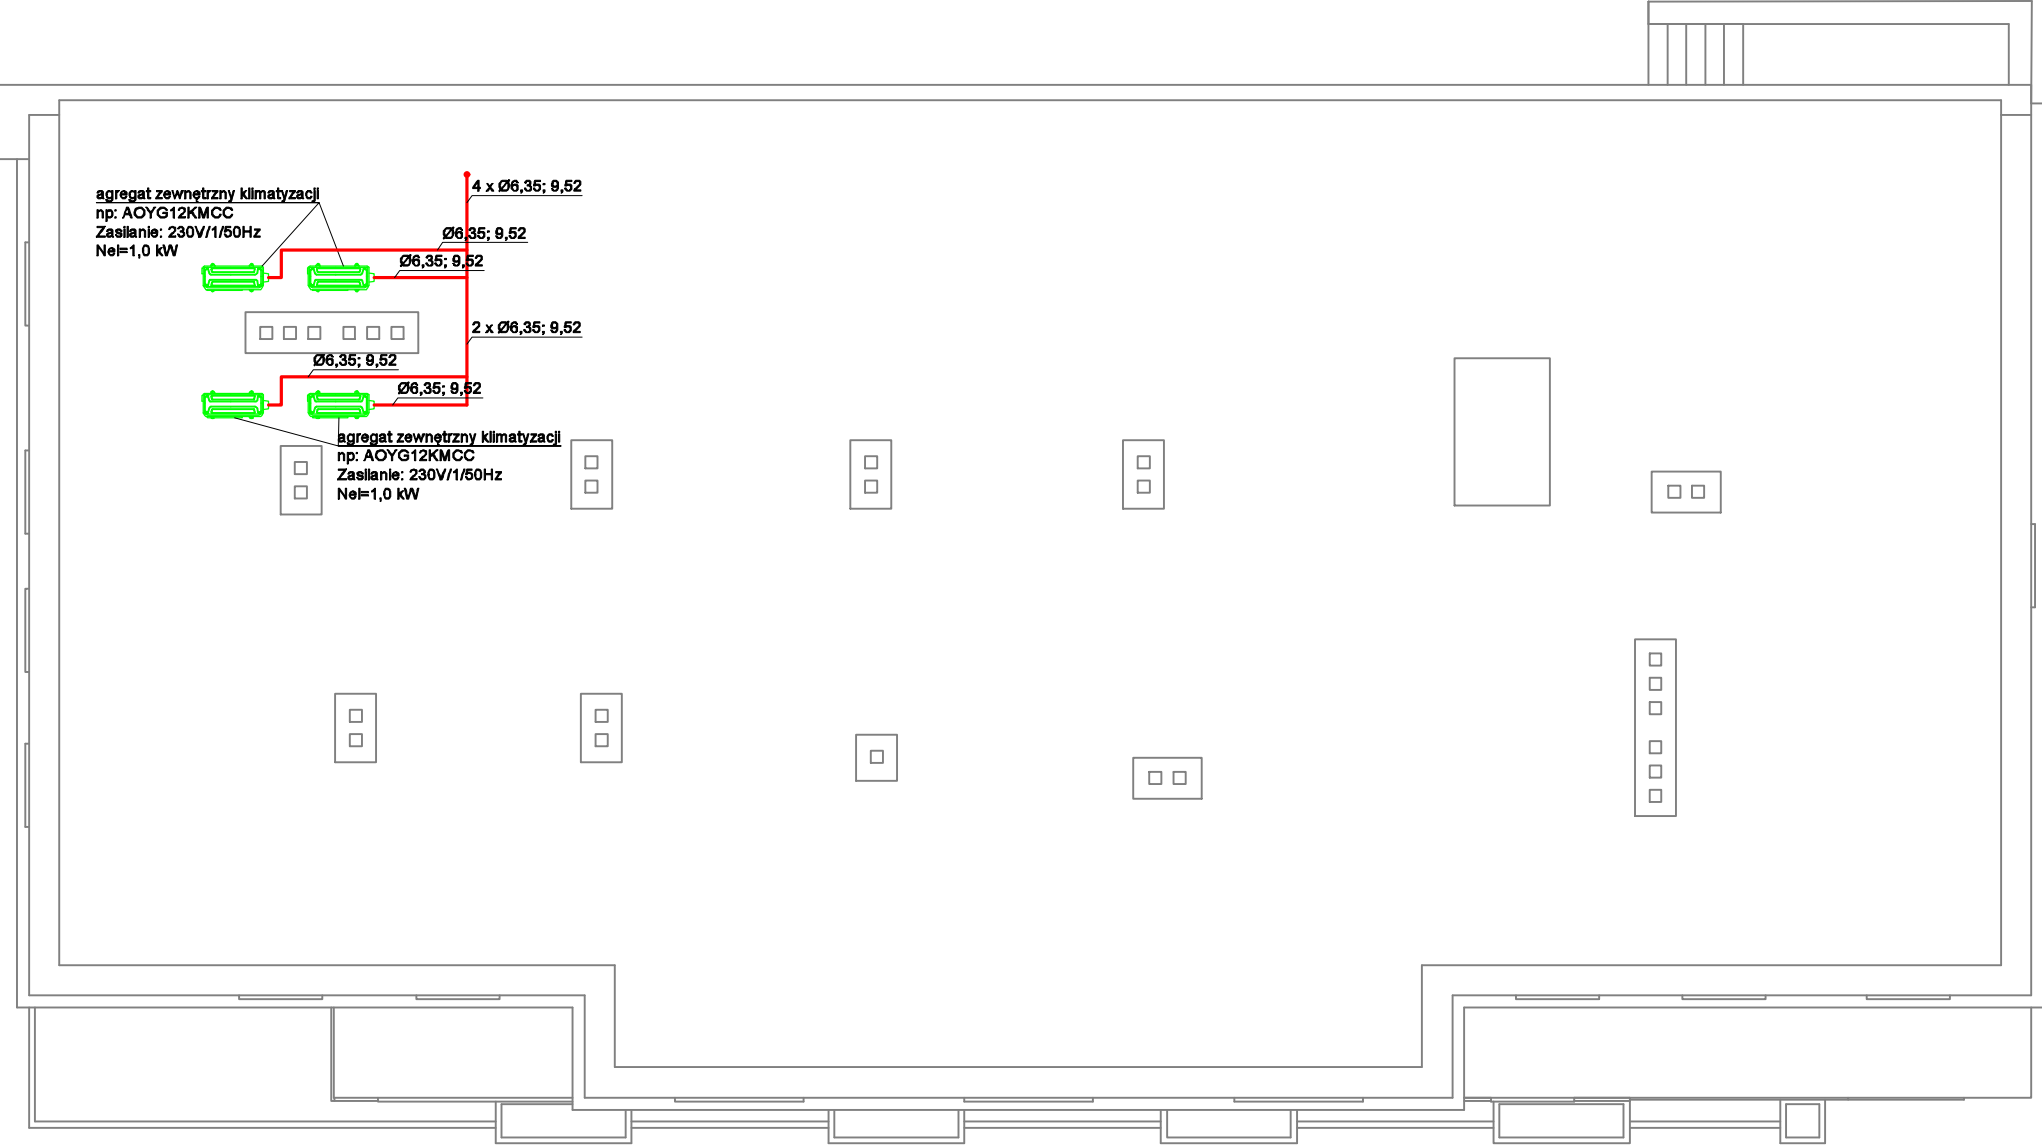 agregat zewnętrzny klimatyzacji
np: AOYG12KMCC
Zasilanie: 230V/1/50Hz
Nel=1,0 kW
4 x Ø6,35; 9,52
Ø6,35; 9,52
Ø6,35; 9,52
2 x Ø6,35; 9,52
Ø6,35; 9,52
Ø6,35; 9,52
agregat zewnętrzny klimatyzacji
np: AOYG12KMCC
Zasilanie: 230V/1/50Hz
Nel=1,0 kW